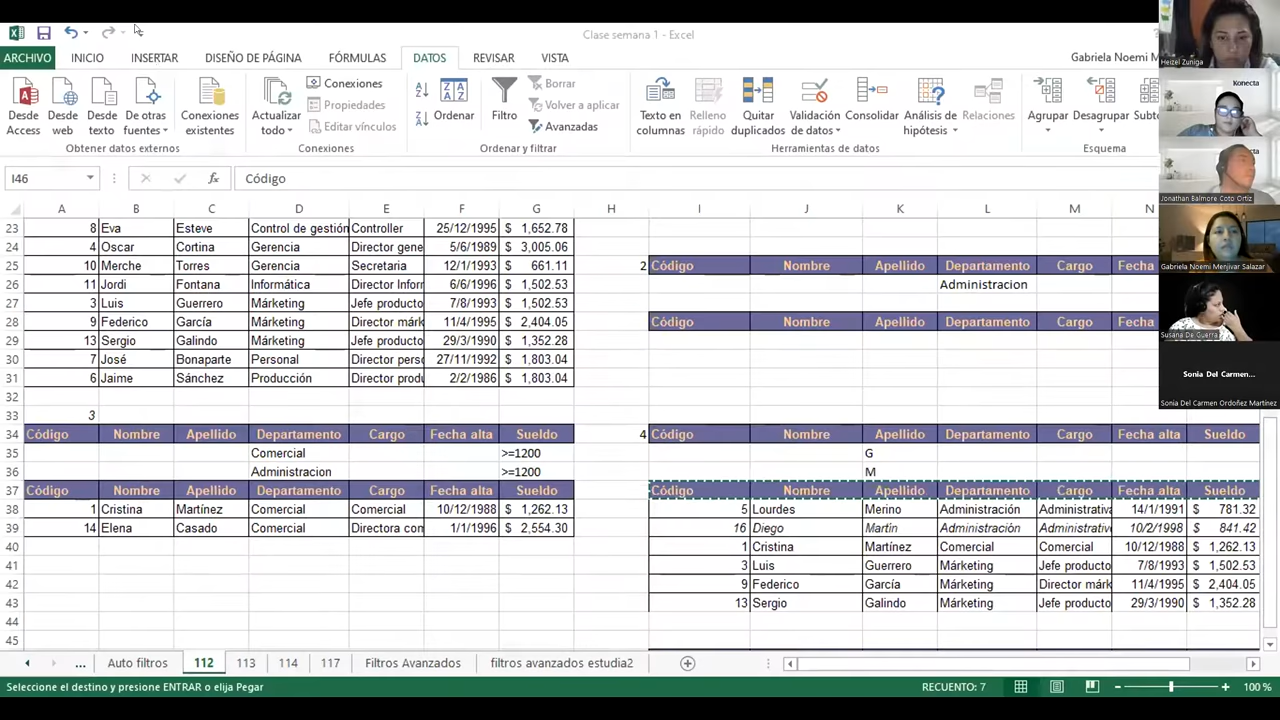 Clase semana 1 - Excel
ARCHIVO INICIO INSERTAR DISEÑO DE PÁGINA FÓRMULAS DATOS REVISAR VISTA Gabriela Noemi M
Desde Access
Desde web
Desde texto
De otras fuentes
Conexiones existentes
Actualizar todo
Conexiones
Propiedades
Editar vínculos
Ordenar
Filtro
Borrar
Volver a aplicar
Avanzadas
Texto en columnas
Relleno rápido
Quitar duplicados
Validación de datos
Consolidar
Análisis de hipótesis
Relaciones
Agrupar
Desagrupar
Subto
Obtener datos externos Conexiones Ordenar y filtrar Herramientas de datos Esquema
I46 fx Código
A B C D E F G H I J K L M N
23 8 Eva Esteve Control de gestión Controller 25/12/1995 $ 1,652.78
24 4 Oscar Cortina Gerencia Director gene 5/6/1989 $ 3,005.06
25 10 Merche Torres Gerencia Secretaria 12/1/1993 $ 661.11 2 Código Nombre Apellido Departamento Cargo Fecha
26 11 Jordi Fontana Informática Director Infor 6/6/1996 $ 1,502.53 Administracion
27 3 Luis Guerrero Márketing Jefe producto 7/8/1993 $ 1,502.53
28 9 Federico García Márketing Director márk 11/4/1995 $ 2,404.05 Código Nombre Apellido Departamento Cargo Fecha
29 13 Sergio Galindo Márketing Jefe producto 29/3/1990 $ 1,352.28
30 7 José Bonaparte Personal Director pers 27/11/1992 $ 1,803.04
31 6 Jaime Sánchez Producción Director prod 2/2/1986 $ 1,803.04
32
33 3
34 Código Nombre Apellido Departamento Cargo Fecha alta Sueldo 4 Código Nombre Apellido Departamento Cargo Fecha alta Sueldo
35 Comercial >=1200 G
36 Administracion >=1200 M
37 Código Nombre Apellido Departamento Cargo Fecha alta Sueldo Código Nombre Apellido Departamento Cargo Fecha alta Sueldo
38 1 Cristina Martínez Comercial Comercial 10/12/1988 $ 1,262.13 5 Lourdes Merino Administración Administrativa 14/1/1991 $ 781.32
39 14 Elena Casado Comercial Directora con 1/1/1996 $ 2,554.30 16 Diego Martin Administración Administrativ 10/2/1998 $ 841.42
40 1 Cristina Martínez Comercial Comercial 10/12/1988 $ 1,262.13
41 3 Luis Guerrero Márketing Jefe producto 7/8/1993 $ 1,502.53
42 9 Federico García Márketing Director márk 11/4/1995 $ 2,404.05
43 13 Sergio Galindo Márketing Jefe producto 29/3/1990 $ 1,352.28
44
45
... Auto filtros 112 113 114 117 Filtros Avanzados filtros avanzados estudia2
Seleccione el destino y presione ENTRAR o elija Pegar RECUENTO: 7 100 %
Heizel Zuniga
Konecta
Jonathan Balmore Coto Ortiz
Gabriela Noemi Menjivar Salazar
Susana De Guerra
Sonia Del Carmen...
Sonia Del Carmen Ordoñez Martínez